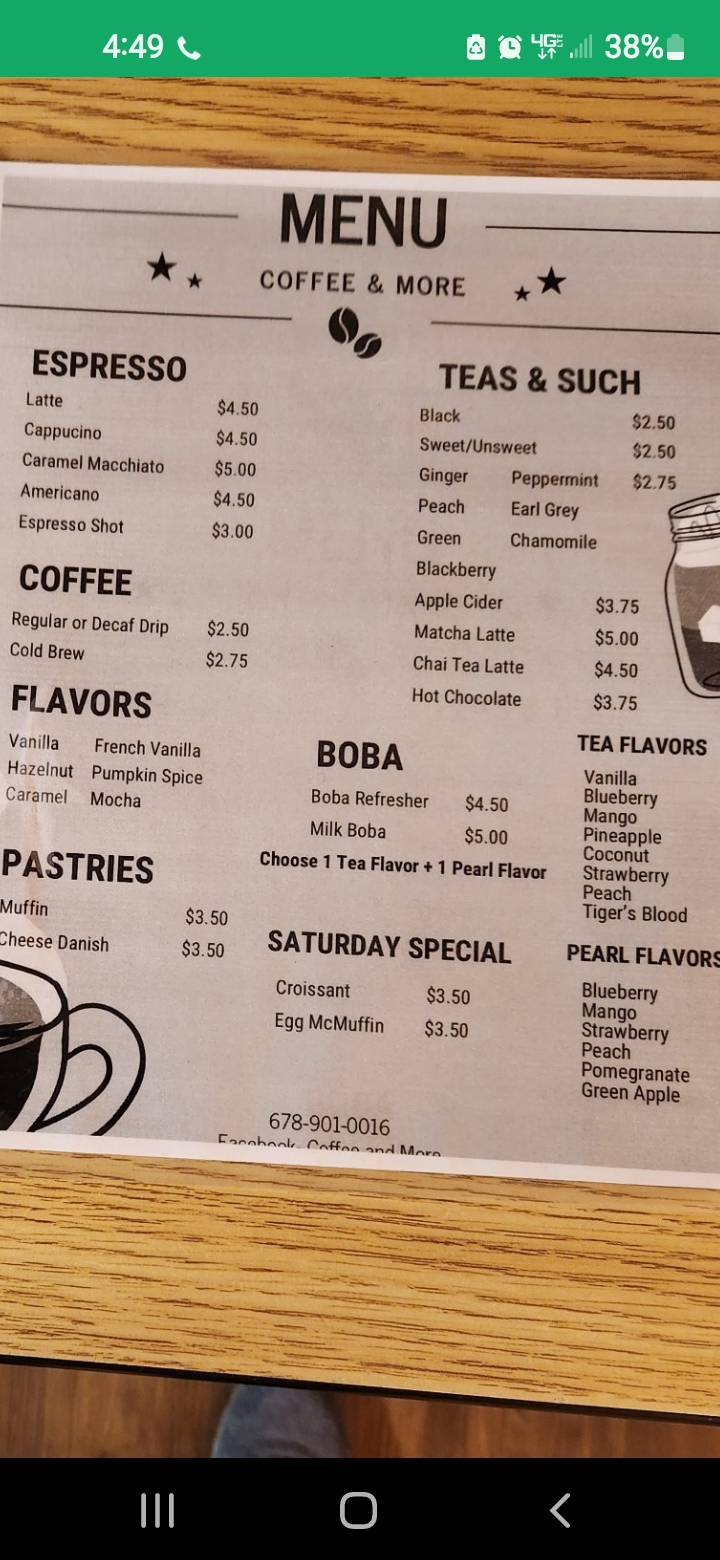 4:49
4G LTE
38%
MENU
COFFEE & MORE
ESPRESSO
Latte $4.50
Cappucino $4.50
Caramel Macchiato $5.00
Americano $4.50
Espresso Shot $3.00
COFFEE
Regular or Decaf Drip $2.50
Cold Brew $2.75
FLAVORS
Vanilla French Vanilla
Hazelnut Pumpkin Spice
Caramel Mocha
PASTRIES
Muffin $3.50
Cheese Danish $3.50
TEAS & SUCH
Black $2.50
Sweet/Unsweet $2.50
Ginger Peppermint $2.75
Peach Earl Grey
Green Chamomile
Blackberry
Apple Cider $3.75
Matcha Latte $5.00
Chai Tea Latte $4.50
Hot Chocolate $3.75
BOBA
Boba Refresher $4.50
Milk Boba $5.00
Choose 1 Tea Flavor + 1 Pearl Flavor
TEA FLAVORS
Vanilla
Blueberry
Mango
Pineapple
Coconut
Strawberry
Peach
Tiger's Blood
SATURDAY SPECIAL
Croissant $3.50
Egg McMuffin $3.50
PEARL FLAVORS
Blueberry
Mango
Strawberry
Peach
Pomegranate
Green Apple
678-901-0016
Facebook- Coffee and More